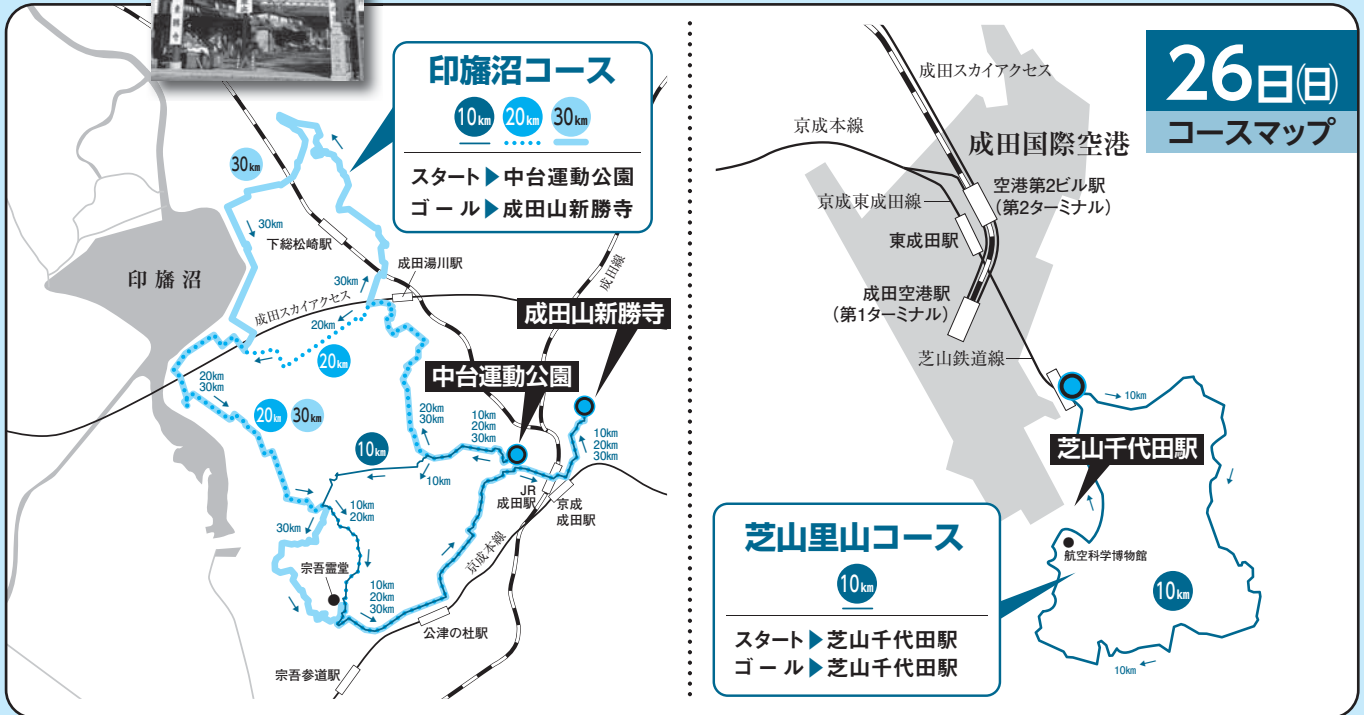 印旛沼コース
10km 20km 30km
スタート▶中台運動公園
ゴール▶成田山新勝寺
30km
30km
下総松崎駅
印旛沼
成田湯川駅
30km
成田スカイアクセス
成田線
20km
20km
成田山新勝寺
中台運動公園
20km
30km
20km 30km
20km
30km
10km
20km
30km
10km
20km
30km
10km
10km
JR
成田駅
京成
成田駅
10km
20km
30km
京成本線
宗吾霊堂
10km
20km
30km
公津の杜駅
宗吾参道駅
26日(日)
コースマップ
成田スカイアクセス
京成本線
成田国際空港
空港第2ビル駅
(第2ターミナル)
京成東成田線
東成田駅
成田空港駅
(第1ターミナル)
芝山鉄道線
10km
芝山千代田駅
航空科学博物館
10km
10km
芝山里山コース
10km
スタート▶芝山千代田駅
ゴール▶芝山千代田駅